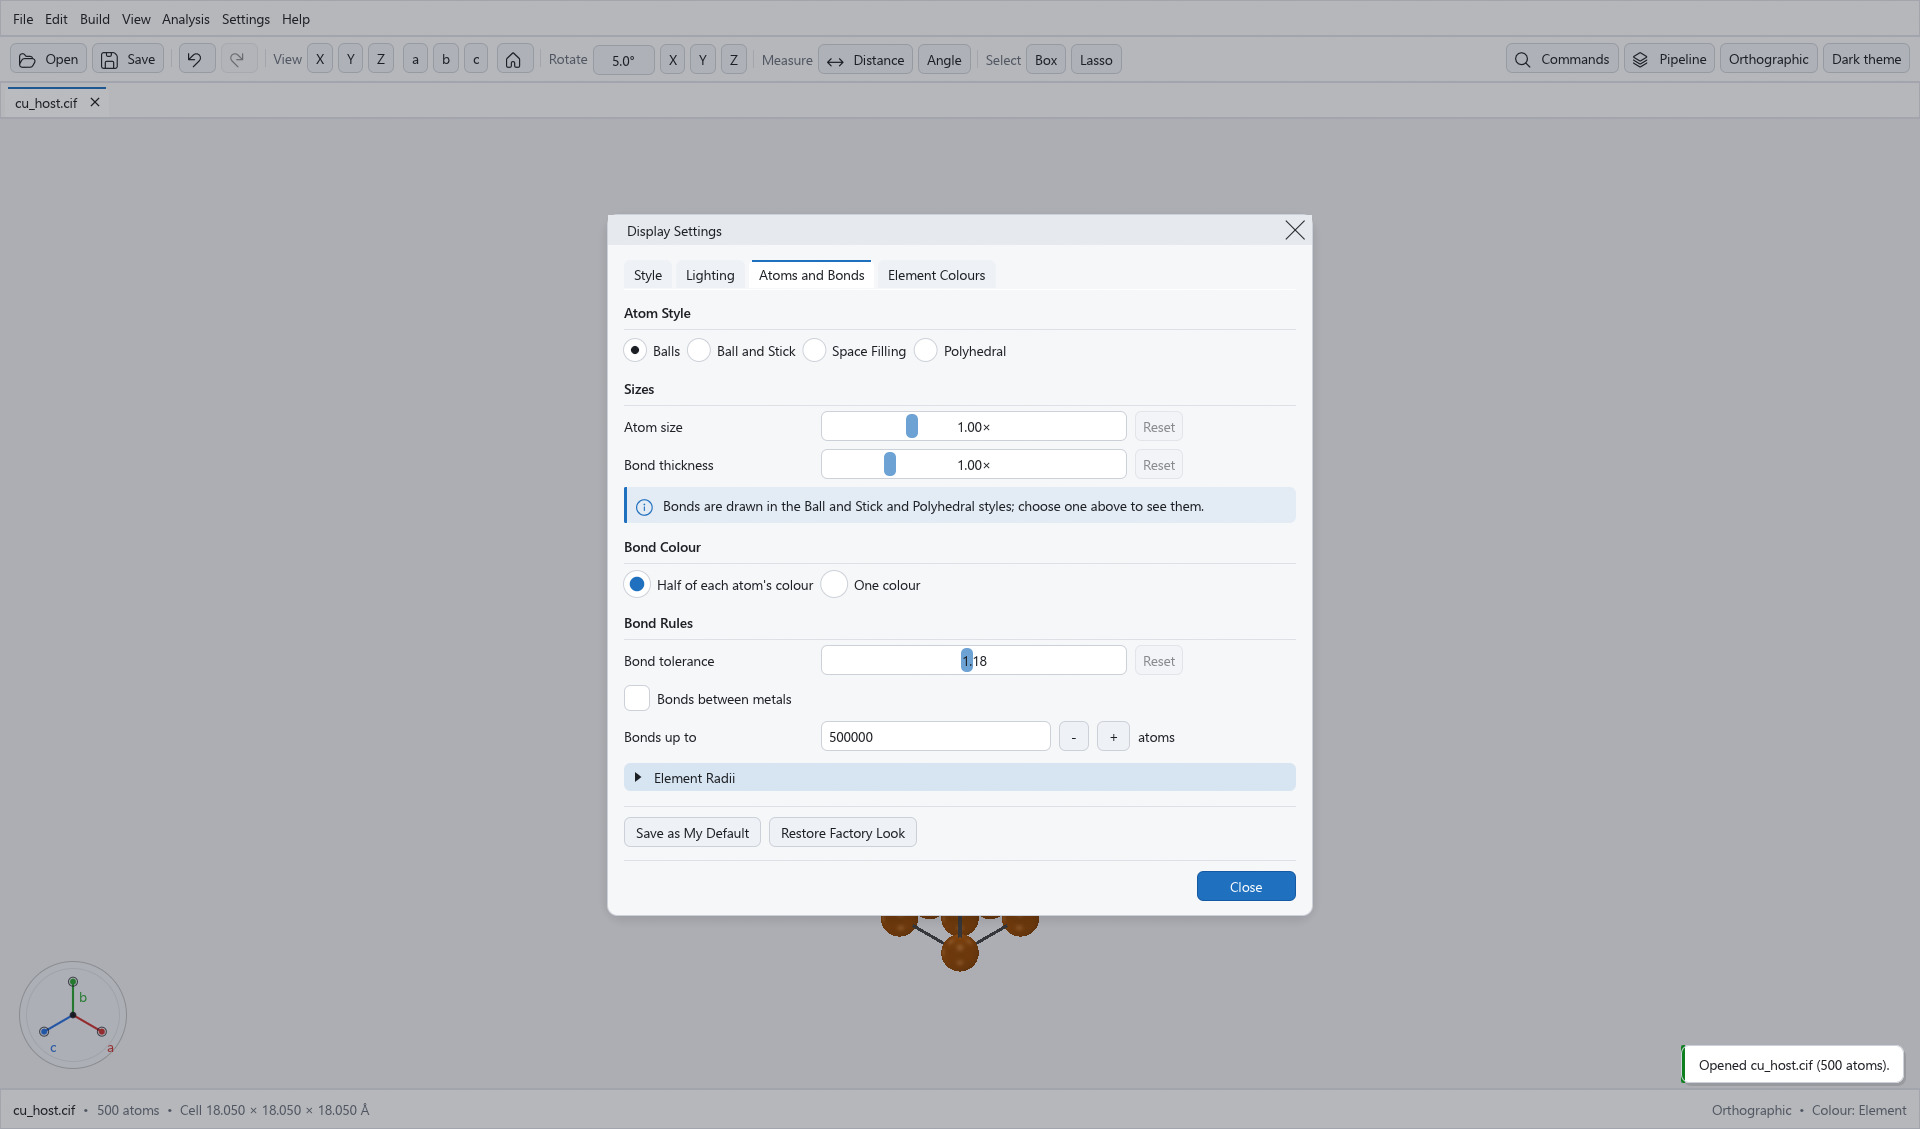 File Edit Build View Analysis Settings Help
Open Save View X Y Z a b c Rotate 5.0° X Y Z Measure Distance Angle Select Box Lasso Commands Pipeline Orthographic Dark theme
cu_host.cif
Display Settings
Style Lighting Atoms and Bonds Element Colours
Atom Style
Balls Ball and Stick Space Filling Polyhedral
Sizes
Atom size 1.00× Reset
Bond thickness 1.00× Reset
Bonds are drawn in the Ball and Stick and Polyhedral styles; choose one above to see them.
Bond Colour
Half of each atom's colour One colour
Bond Rules
Bond tolerance 1.18 Reset
Bonds between metals
Bonds up to 500000 - + atoms
Element Radii
Save as My Default Restore Factory Look
Close
b
c a
Opened cu_host.cif (500 atoms).
cu_host.cif • 500 atoms • Cell 18.050 × 18.050 × 18.050 Å Orthographic • Colour: Element